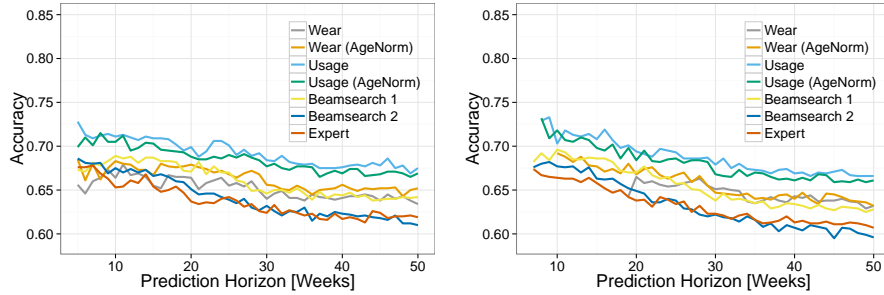 Accuracy
0.85
0.80
0.75
0.70
0.65
0.60
Wear
Wear (AgeNorm)
Usage
Usage (AgeNorm)
Beamsearch 1
Beamsearch 2
Expert
10
20
30
40
50
Prediction Horizon [Weeks]
Accuracy
0.85
0.80
0.75
0.70
0.65
0.60
Wear
Wear (AgeNorm)
Usage
Usage (AgeNorm)
Beamsearch 1
Beamsearch 2
Expert
10
20
30
40
50
Prediction Horizon [Weeks]